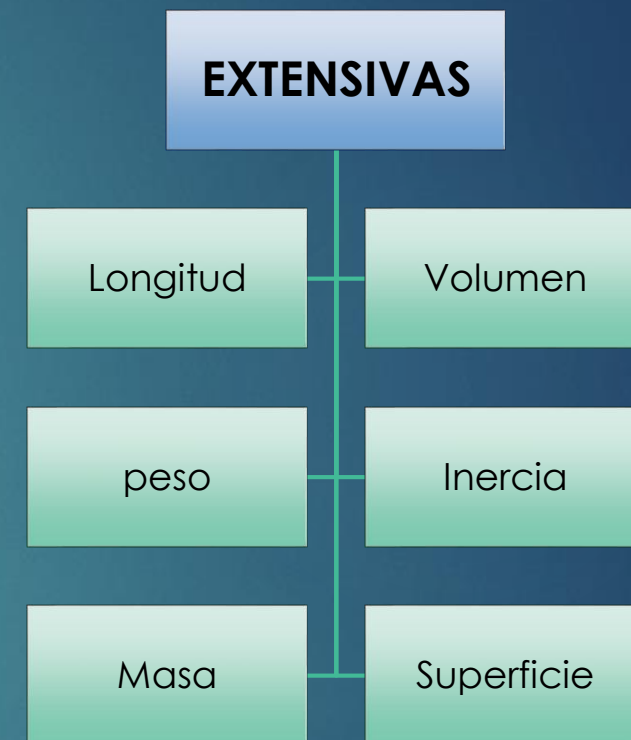 EXTENSIVAS
Longitud
Volumen
peso
Inercia
Masa
Superficie